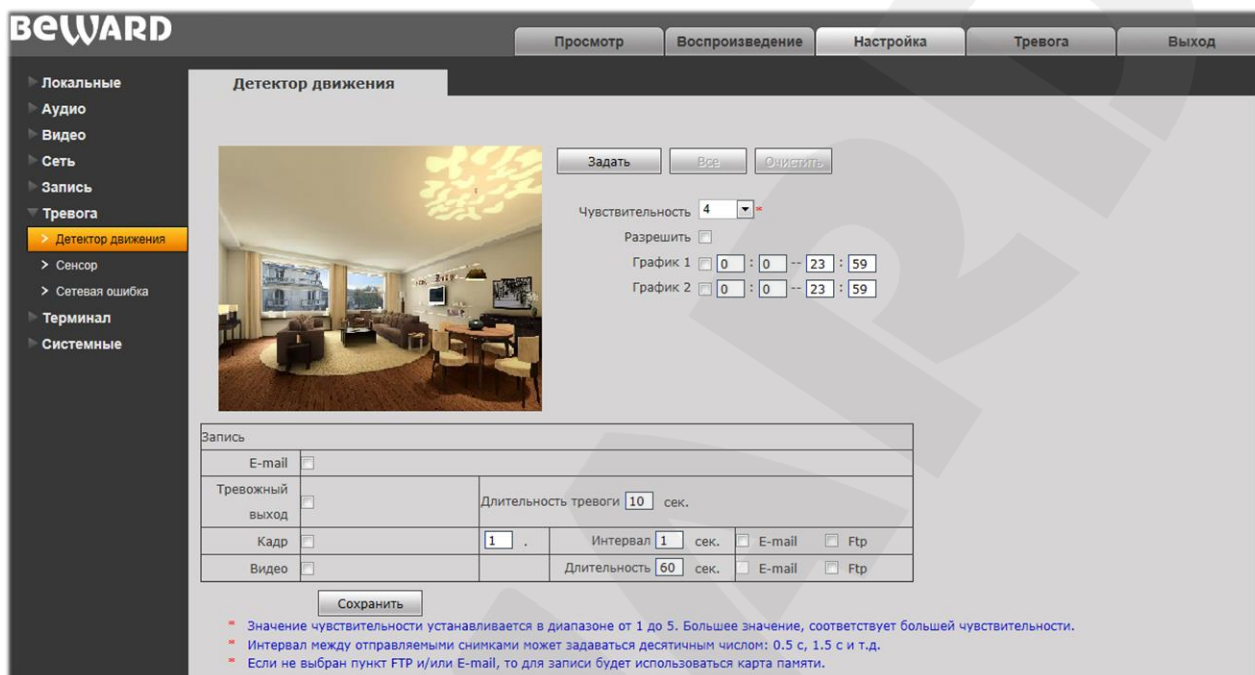 BEWARD
Просмотр Воспроизведение Настройка Тревога Выход
Локальные
Аудио
Видео
Сеть
Запись
Тревога
Детектор движения
Сенсор
Сетевая ошибка
Терминал
Системные
Детектор движения
Задать Все Очистить
Чувствительность 4 *
Разрешить
График 1 0 : 0 -- 23 : 59
График 2 0 : 0 -- 23 : 59
Запись
E-mail
Тревожный выход Длительность тревоги 10 сек.
Кадр 1 . Интервал 1 сек. E-mail Ftp
Видео Длительность 60 сек. E-mail Ftp
Сохранить
* Значение чувствительности устанавливается в диапазоне от 1 до 5. Большее значение, соответствует большей чувствительности.
* Интервал между отправляемыми снимками может задаваться десятичным числом: 0.5 с, 1.5 с и т.д.
* Если не выбран пункт FTP и/или E-mail, то для записи будет использоваться карта памяти.